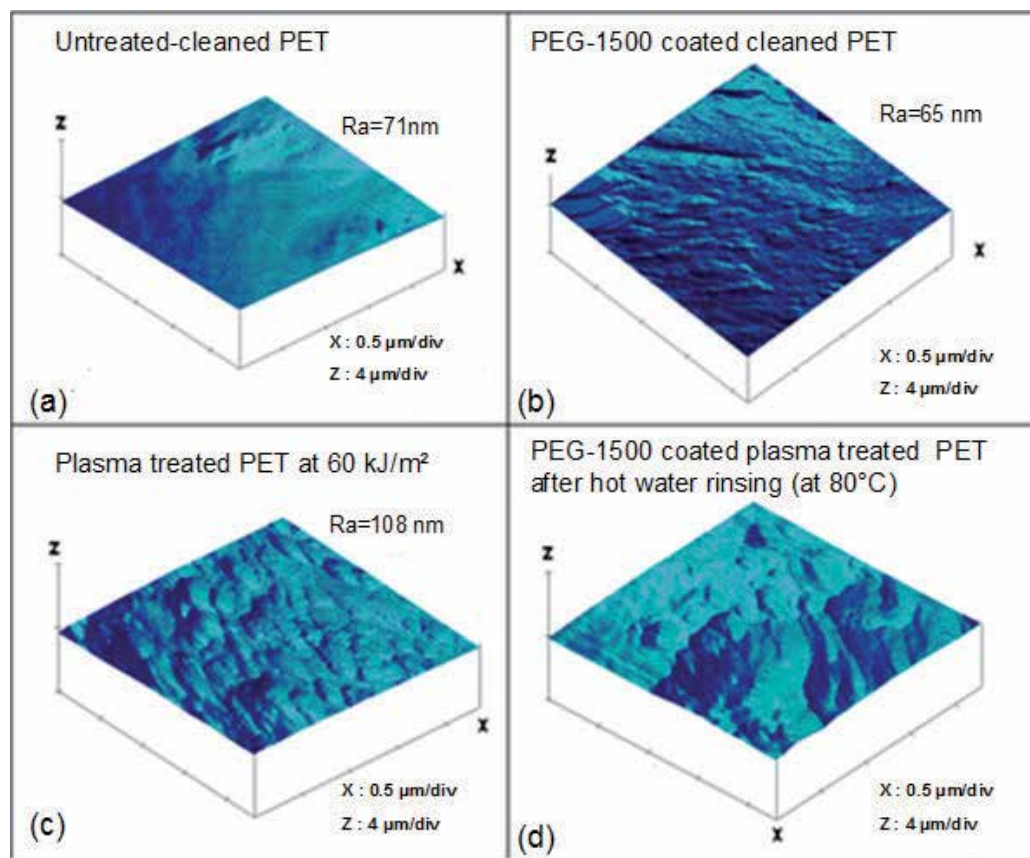 Untreated-cleaned PET
Ra=71nm
Z
X
X : 0.5 µm/div
Z : 4 µm/div
(a)
PEG-1500 coated cleaned PET
Ra=65 nm
Z
X
X : 0.5 µm/div
Z : 4 µm/div
(b)
Plasma treated PET at 60 kJ/m²
Ra=108 nm
Z
X
X : 0.5 µm/div
Z : 4 µm/div
(c)
PEG-1500 coated plasma treated PET
after hot water rinsing (at 80°C)
Z
X
X : 0.5 µm/div
Z : 4 µm/div
(d)